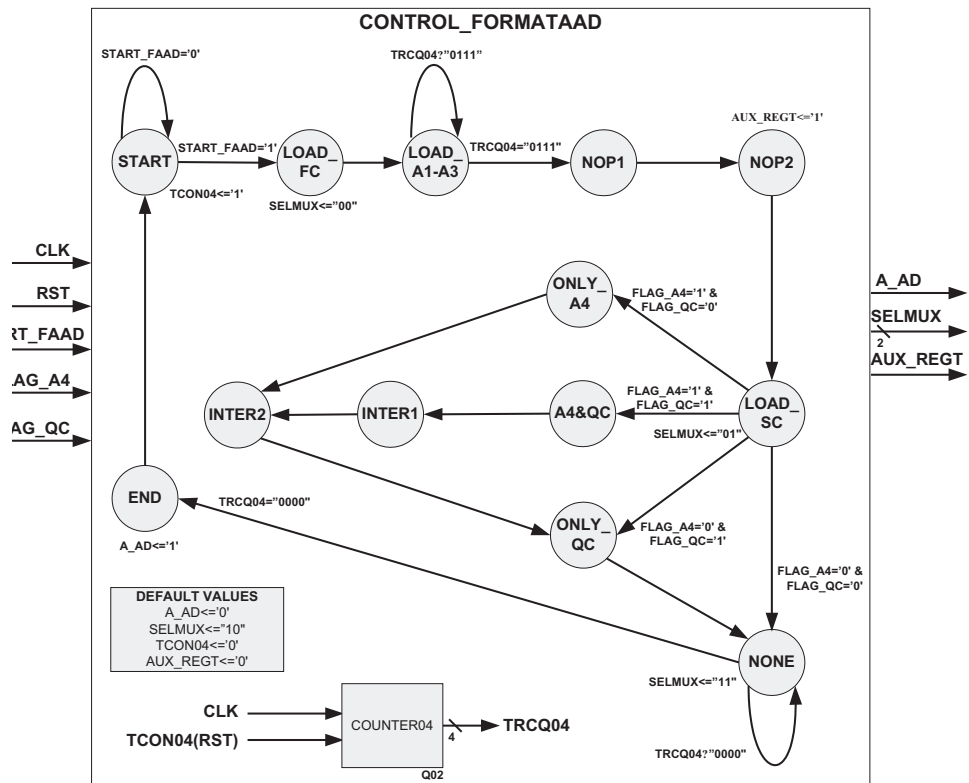 CONTROL_FORMATAAD
START_FAAD='0'
TRCQ04?"0111"
AUX_REGT<='1'
START
START_FAAD='1'
LOAD_
FC
LOAD_
A1-A3
TRCQ04="0111"
NOP1
NOP2
TCON04<='1'
SELMUX<="00"
CLK
RST
RT_FAAD
LAG_A4
AG_QC
A_AD
SELMUX
2
AUX_REGT
ONLY_
A4
FLAG_A4='1' &
FLAG_QC='0'
INTER2
INTER1
A4&QC
FLAG_A4='1' &
FLAG_QC='1'
LOAD_
SC
SELMUX<="01"
END
TRCQ04="0000"
A_AD<='1'
ONLY_
QC
FLAG_A4='0' &
FLAG_QC='1'
FLAG_A4='0' &
FLAG_QC='0'
DEFAULT VALUES
A_AD<='0'
SELMUX<="10"
TCON04<='0'
AUX_REGT<='0'
NONE
SELMUX<="11"
TRCQ04?"0000"
CLK
TCON04(RST)
COUNTER04
4
TRCQ04
Q02